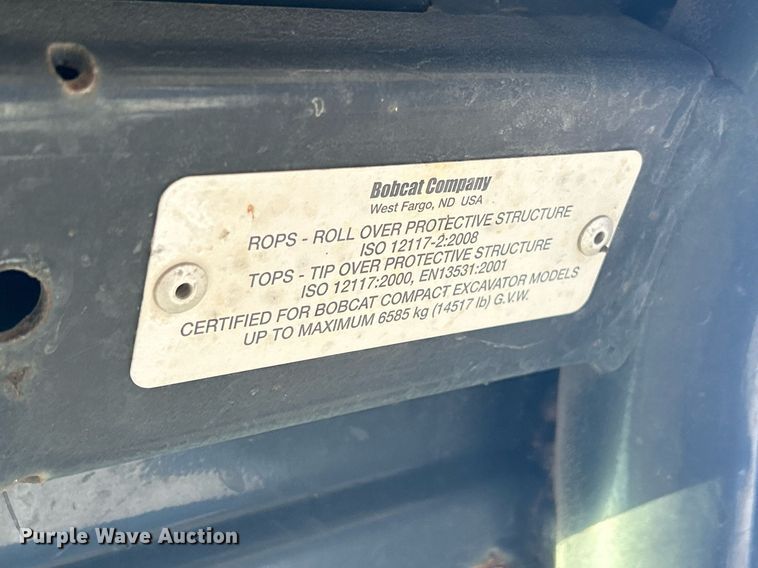 Bobcat Company
West Fargo, ND USA
ROPS - ROLL OVER PROTECTIVE STRUCTURE
ISO 12117-2:2008
TOPS - TIP OVER PROTECTIVE STRUCTURE
ISO 12117:2000, EN13531:2001
CERTIFIED FOR BOBCAT COMPACT EXCAVATOR MODELS
UP TO MAXIMUM 6585 kg (14517 lb) G.V.W.
Purple Wave Auction